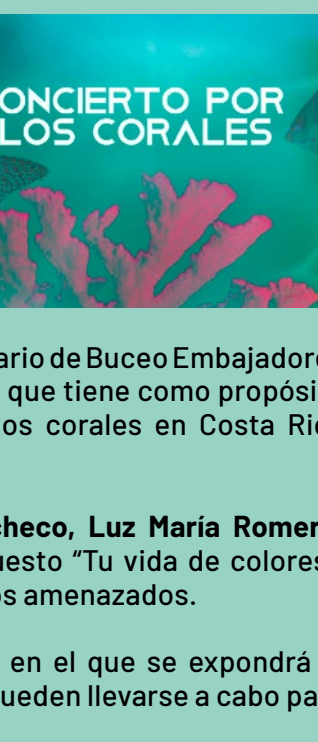 ONCIERTO POR
LOS CORALES
ario de Buceo Embajadore
que tiene como propósi
os corales en Costa Ri
checo, Luz María Romer
uesto “Tu vida de colores
os amenazados.
en el que se expondrá
ueden llevarse a cabo pa